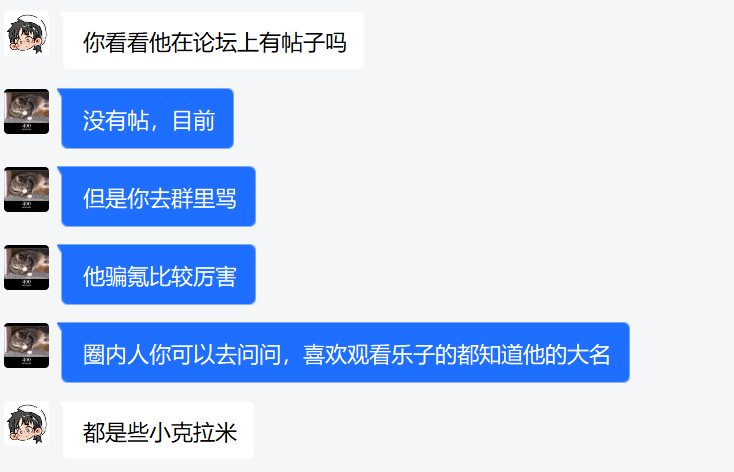 你看看他在论坛上有帖子吗
没有帖，目前
但是你去群里骂
他骗氪比较厉害
圈内人你可以去问问，喜欢观看乐子的都知道他的大名
都是些小克拉米